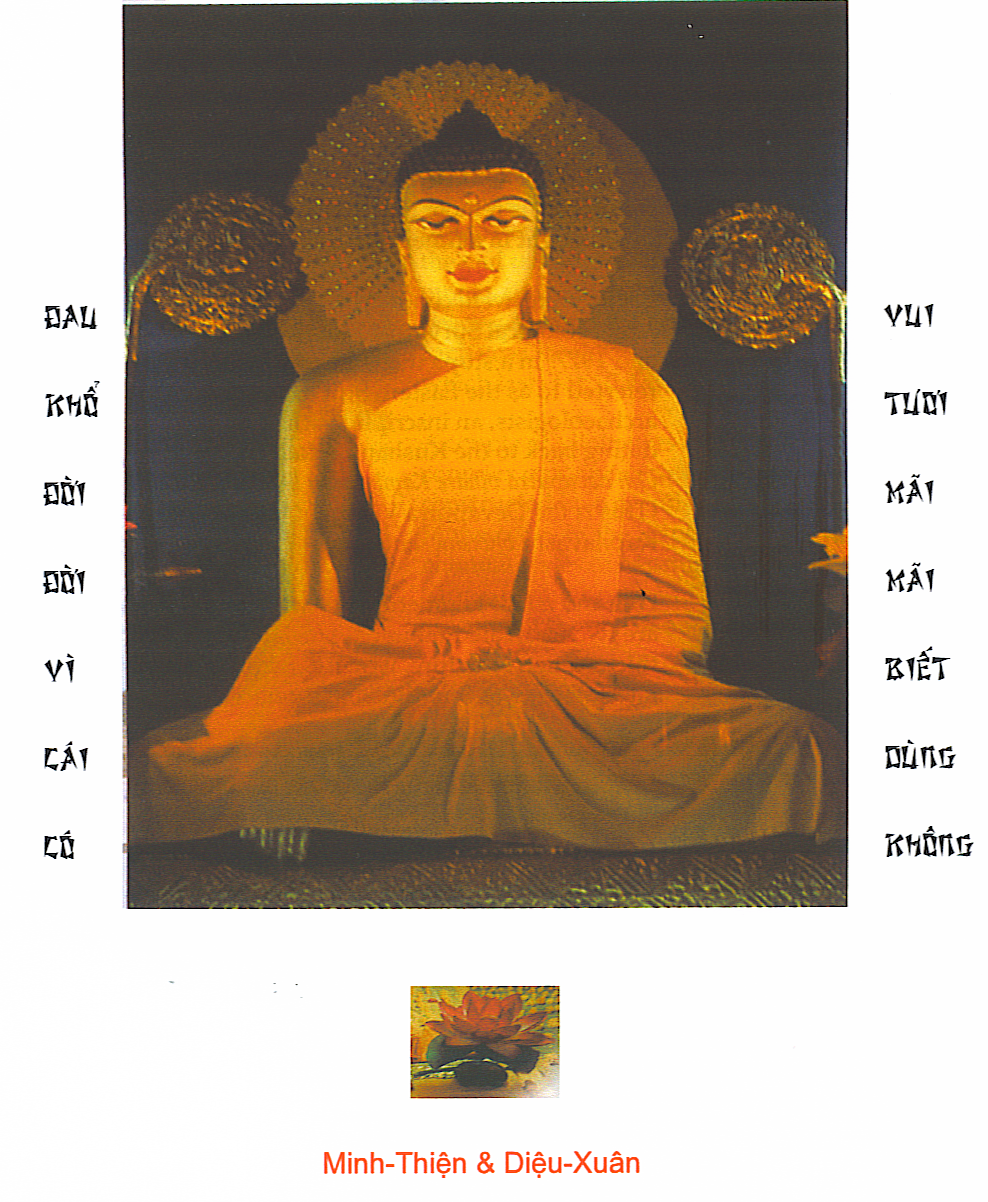 ĐAU
KHỔ
ĐỜI
ĐỜI
VÌ
CÁI
CÓ
VUI
TƯƠI
MÃI
MÃI
BIẾT
DÙNG
KHÔNG
Minh-Thiện & Diệu-Xuân